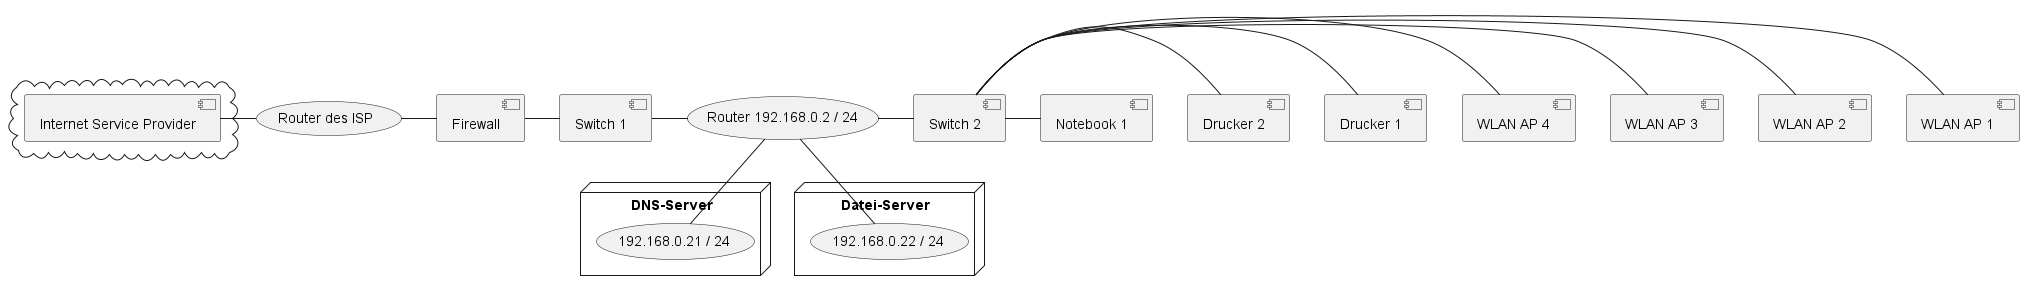 Internet Service Provider
Router des ISP
Firewall
Switch 1
Router 192.168.0.2 / 24
Switch 2
Notebook 1
Drucker 2
Drucker 1
WLAN AP 4
WLAN AP 3
WLAN AP 2
WLAN AP 1
DNS-Server
192.168.0.21 / 24
Datei-Server
192.168.0.22 / 24